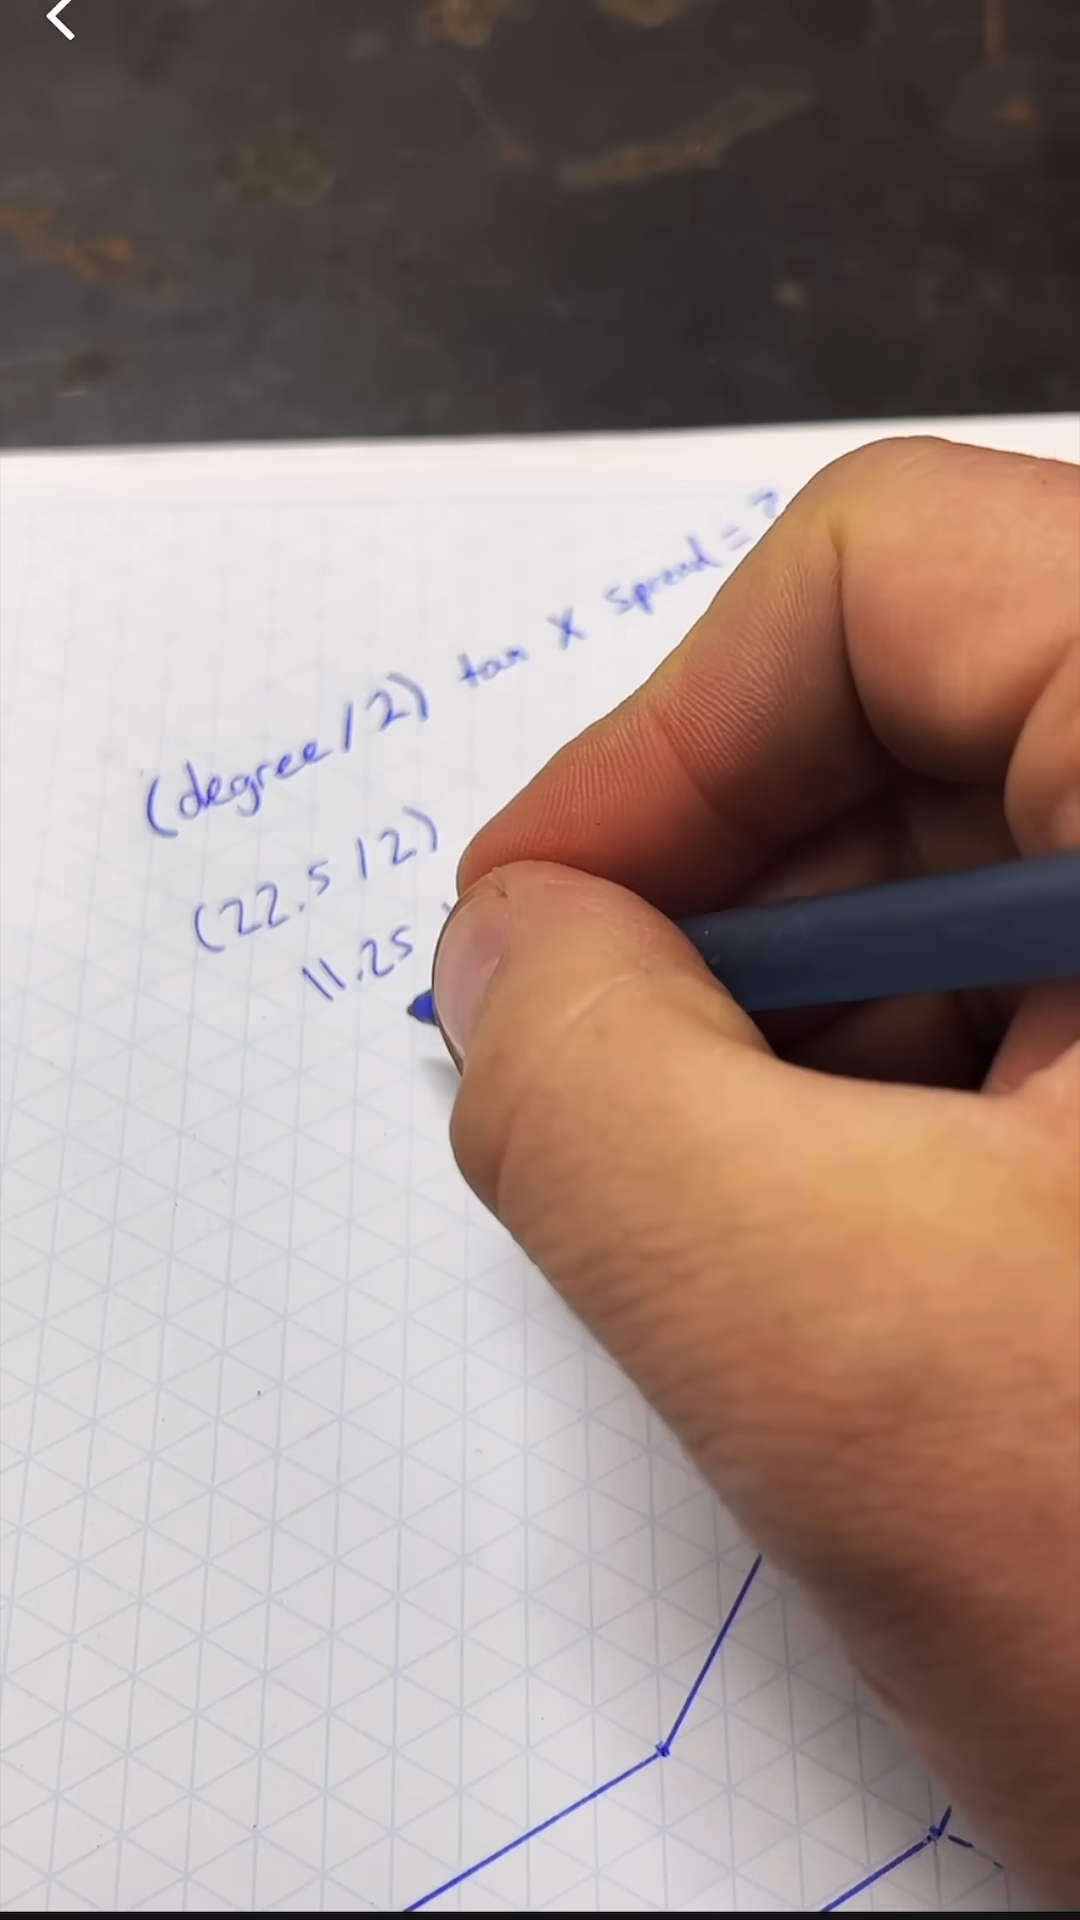 (degree/2) tan x spread = ?
(22.5/2)
11.25